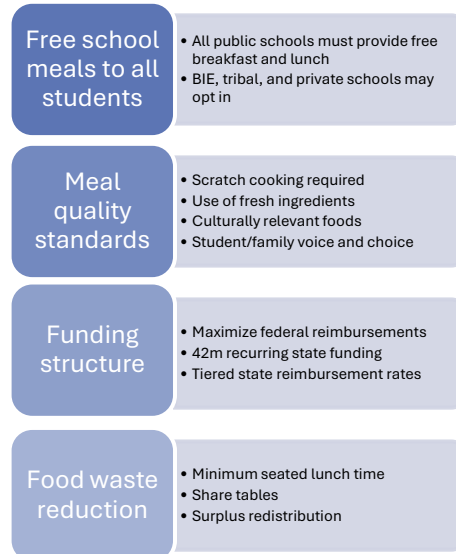 Free school
meals to all
students
• All public schools must provide free
breakfast and lunch
• BIE, tribal, and private schools may
opt in
Meal
quality
standards
• Scratch cooking required
• Use of fresh ingredients
• Culturally relevant foods
• Student/family voice and choice
Funding
structure
• Maximize federal reimbursements
• 42m recurring state funding
• Tiered state reimbursement rates
Food waste
reduction
• Minimum seated lunch time
• Share tables
• Surplus redistribution